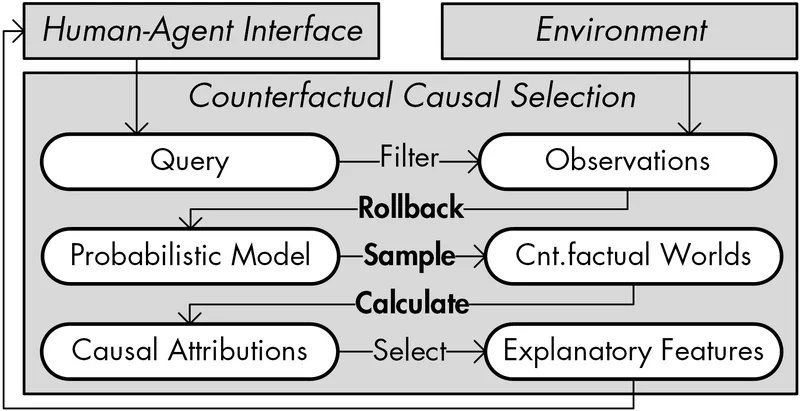 Human-Agent Interface
Environment
Counterfactual Causal Selection
Query
Filter
Observations
Rollback
Probabilistic Model
Sample
Cnt.factual Worlds
Calculate
Causal Attributions
Select
Explanatory Features